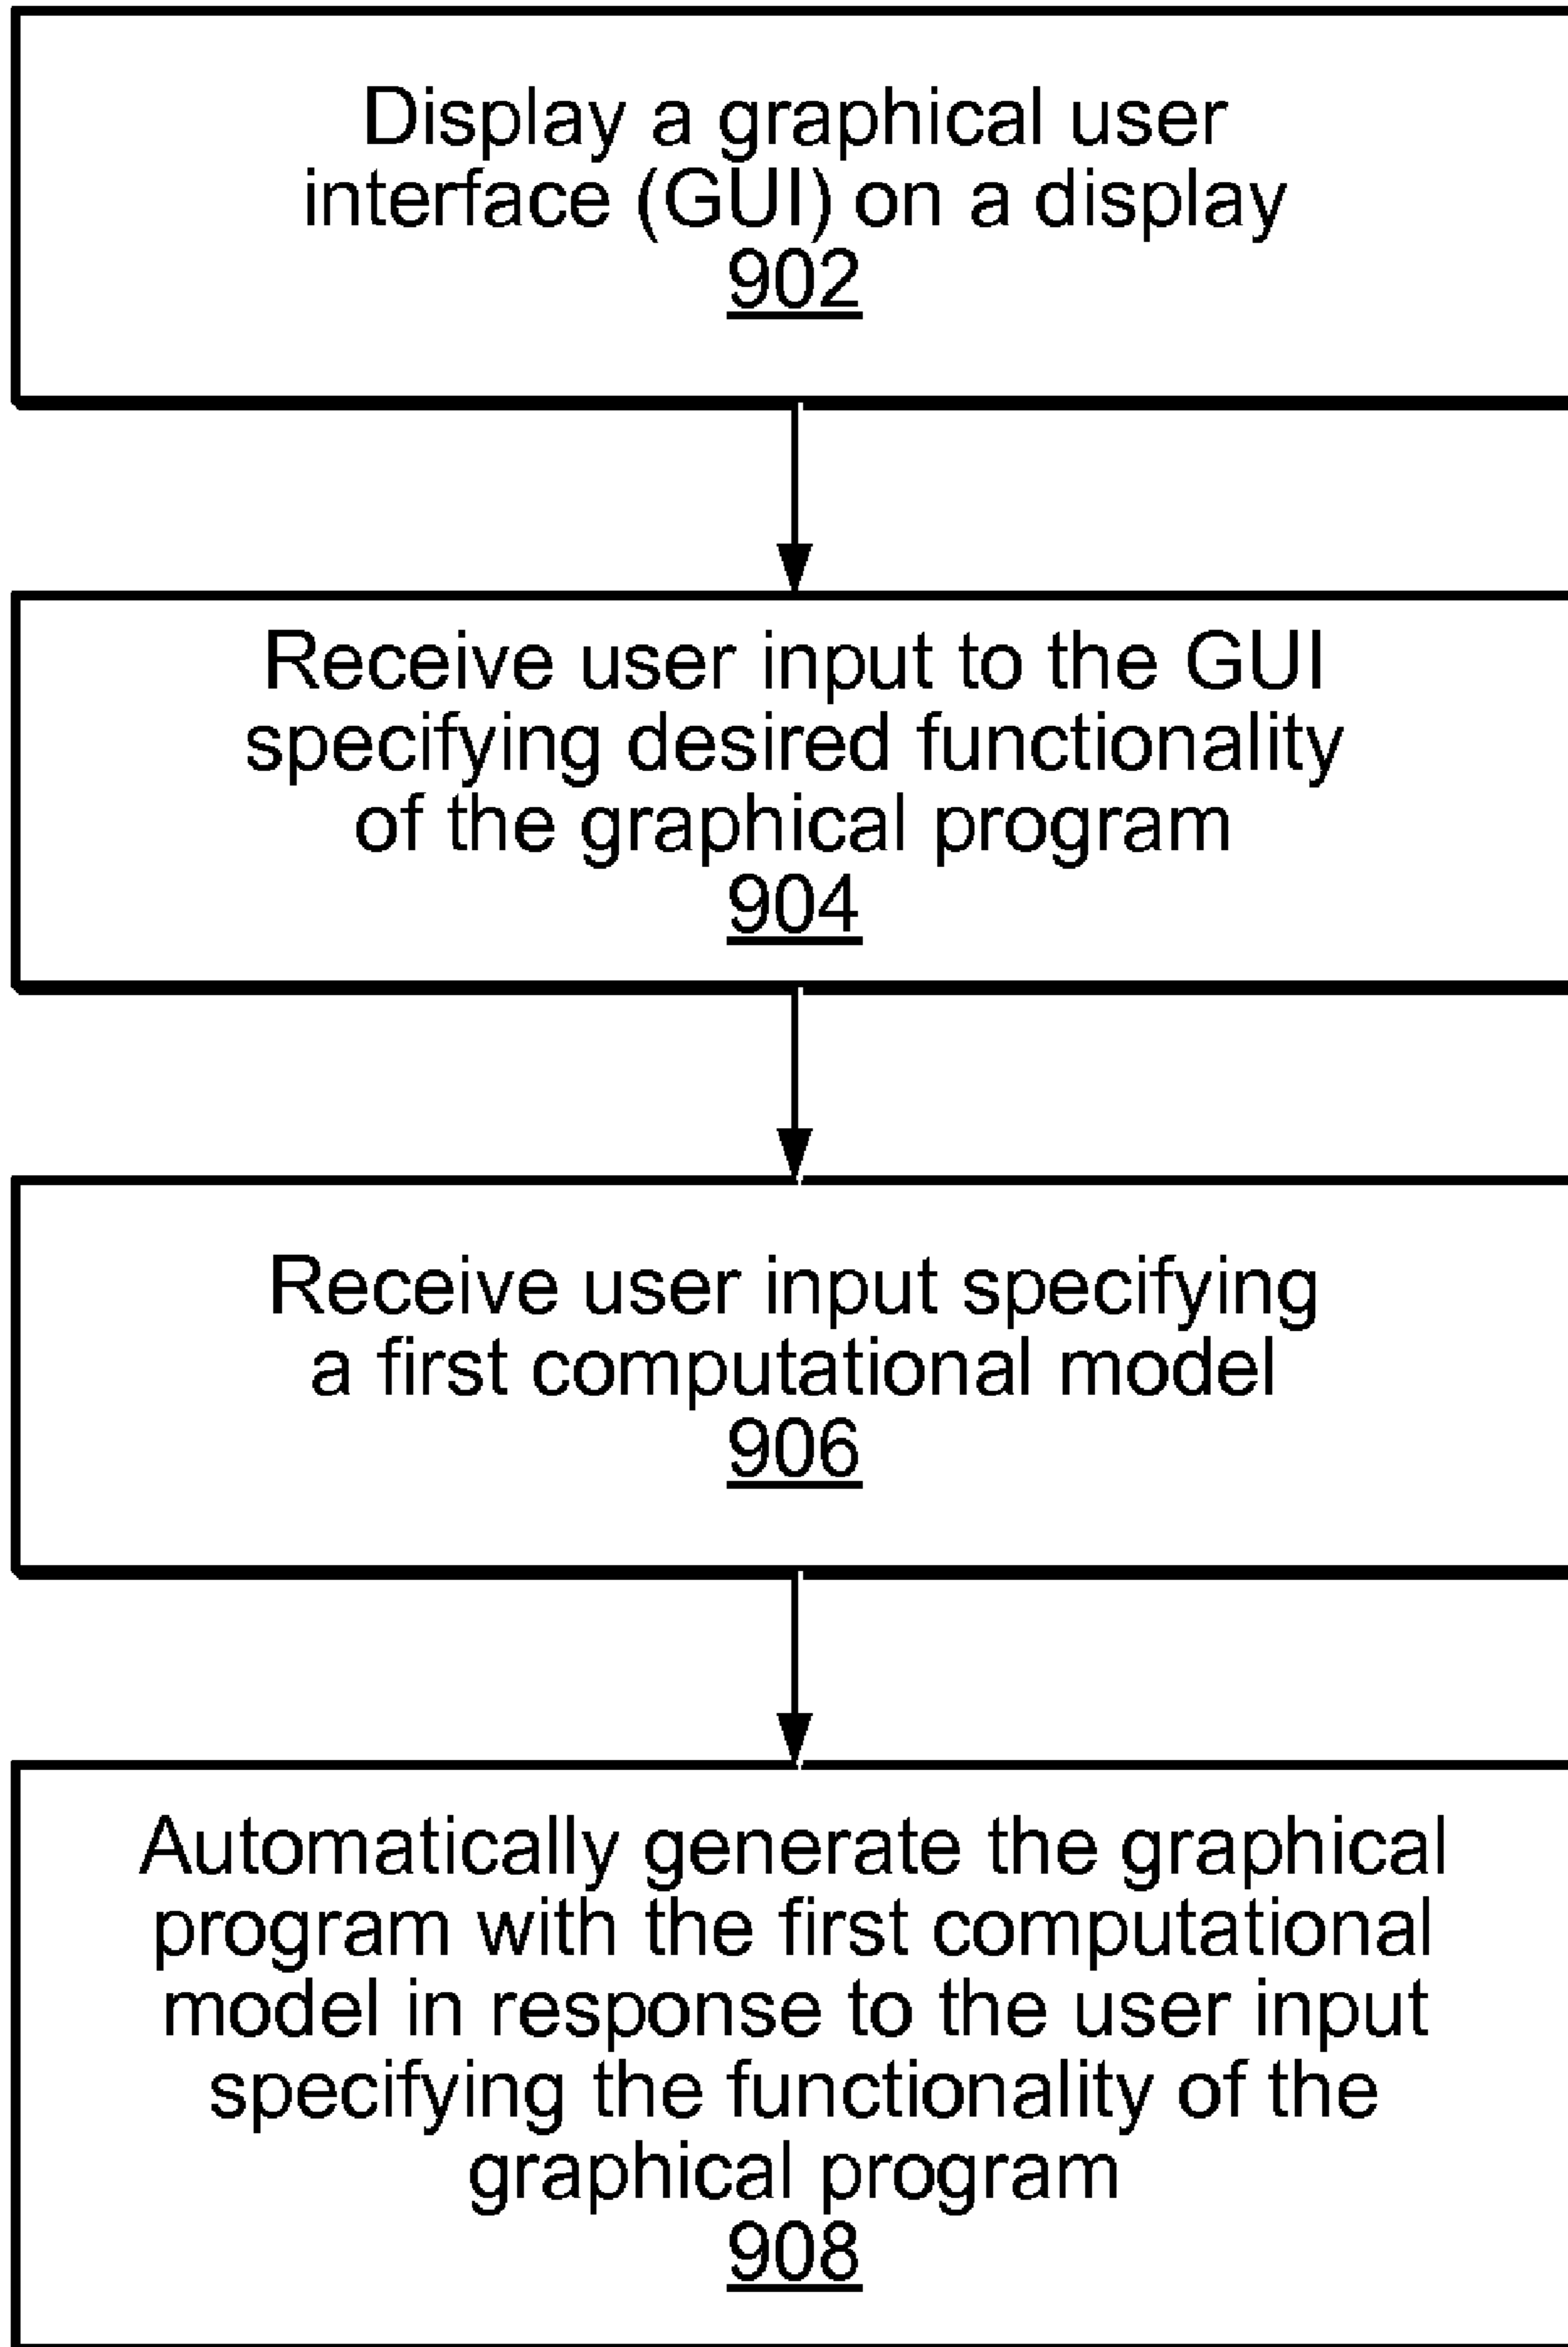 Display a graphical user
interface (GUI) on a display
902
Receive user input to the GUI
specifying desired functionality
of the graphical program
904
Receive user input specifying
a first computational model
906
Automatically generate the graphical
program with the first computational
model in response to the user input
specifying the functionality of the
graphical program
908